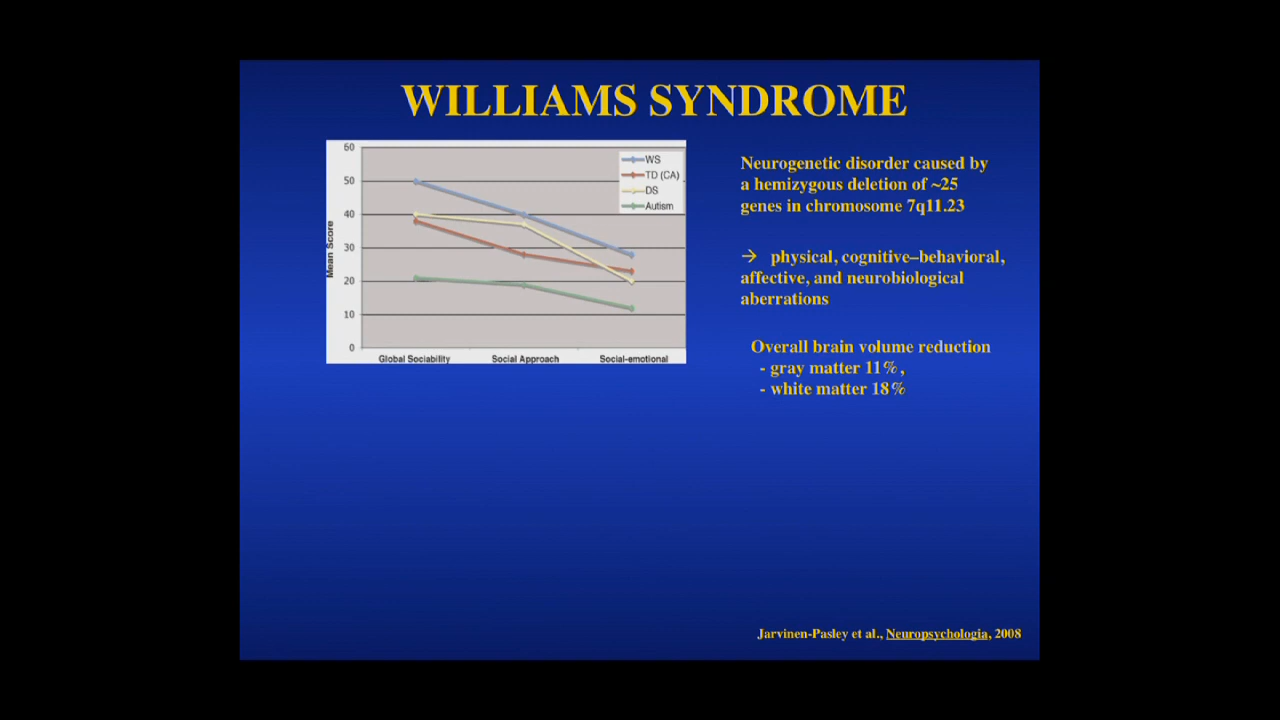 WILLIAMS SYNDROME
60
50
40
30
20
10
0
Mean Score
WS
TD (CA)
DS
Autism
Global Sociability
Social Approach
Social-emotional
Neurogenetic disorder caused by
a hemizygous deletion of ~25
genes in chromosome 7q11.23
→ physical, cognitive–behavioral,
affective, and neurobiological
aberrations
Overall brain volume reduction
- gray matter 11%,
- white matter 18%
Jarvinen-Pasley et al., Neuropsychologia, 2008